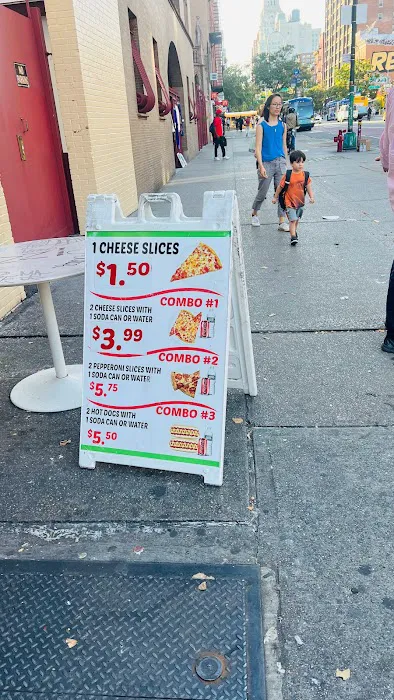 1 CHEESE SLICES
$1.50
COMBO #1
2 CHEESE SLICES WITH
1 SODA CAN OR WATER
$3.99
COMBO #2
2 PEPPERONI SLICES WITH
1 SODA CAN OR WATER
$5.75
COMBO #3
2 HOT DOGS WITH
1 SODA CAN OR WATER
$5.50
RE